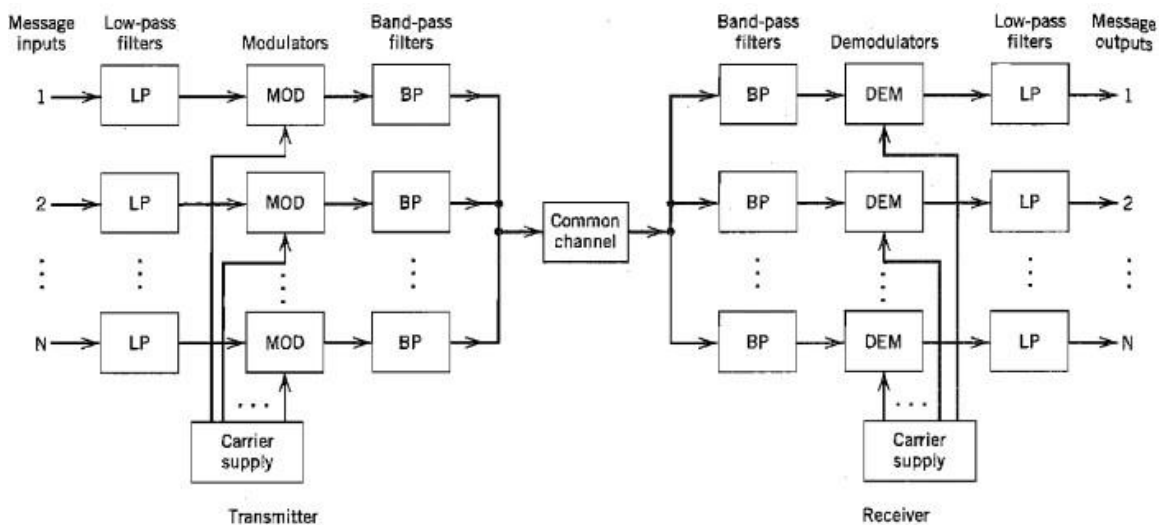 Message inputs
Low-pass filters
Modulators
Band-pass filters
Band-pass filters
Demodulators
Low-pass filters
Message outputs
1 LP MOD BP BP DEM LP 1
2 LP MOD BP BP DEM LP 2
Common channel
N LP MOD BP BP DEM LP N
Carrier supply
Carrier supply
Transmitter
Receiver